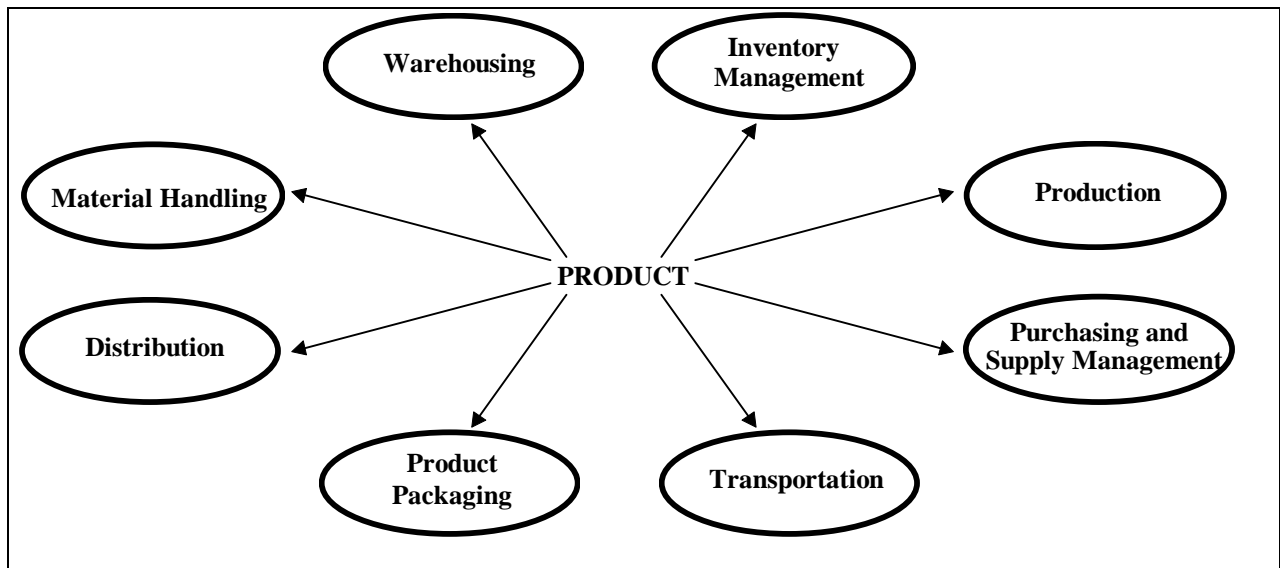 Warehousing
Inventory
Management
Material Handling
Production
PRODUCT
Distribution
Purchasing and
Supply Management
Product
Packaging
Transportation